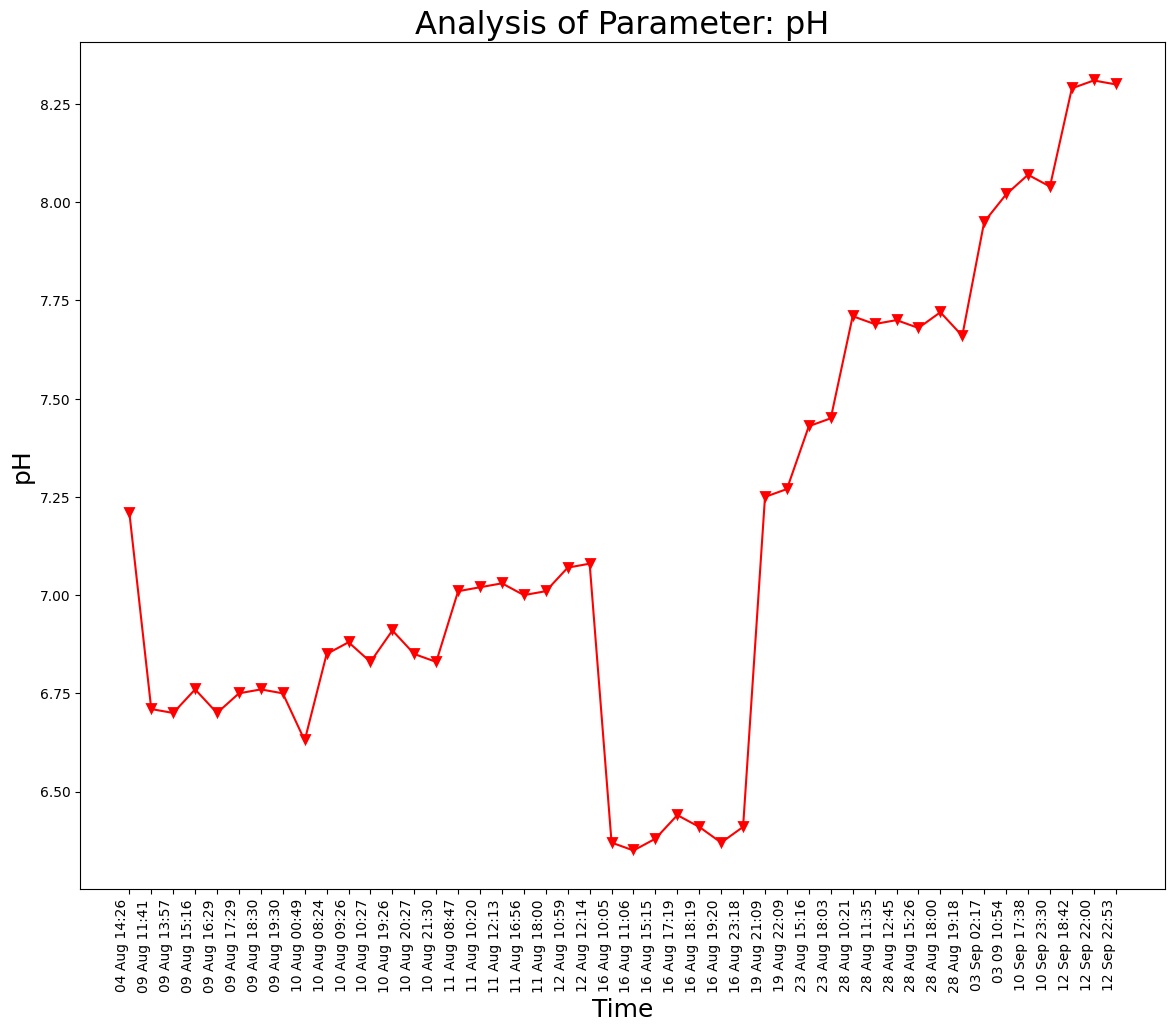 Analysis of Parameter: pH
8.25
8.00
7.75
7.50
7.25
7.00
6.75
6.50
pH
04 Aug 14:26
09 Aug 11:41
09 Aug 13:57
09 Aug 15:16
09 Aug 16:29
09 Aug 17:29
09 Aug 18:30
09 Aug 19:30
10 Aug 00:49
10 Aug 08:24
10 Aug 09:26
10 Aug 10:27
10 Aug 19:26
10 Aug 20:27
10 Aug 21:30
11 Aug 08:47
11 Aug 10:20
11 Aug 12:13
11 Aug 16:56
11 Aug 18:00
12 Aug 10:59
12 Aug 12:14
16 Aug 10:05
16 Aug 11:06
16 Aug 15:15
16 Aug 17:19
16 Aug 18:19
16 Aug 19:20
16 Aug 23:18
19 Aug 21:09
19 Aug 22:09
23 Aug 15:16
23 Aug 18:03
28 Aug 10:21
28 Aug 11:35
28 Aug 12:45
28 Aug 15:26
28 Aug 18:00
28 Aug 19:18
03 Sep 02:17
03 09 10:54
10 Sep 17:38
10 Sep 23:30
12 Sep 18:42
12 Sep 22:00
12 Sep 22:53
Time